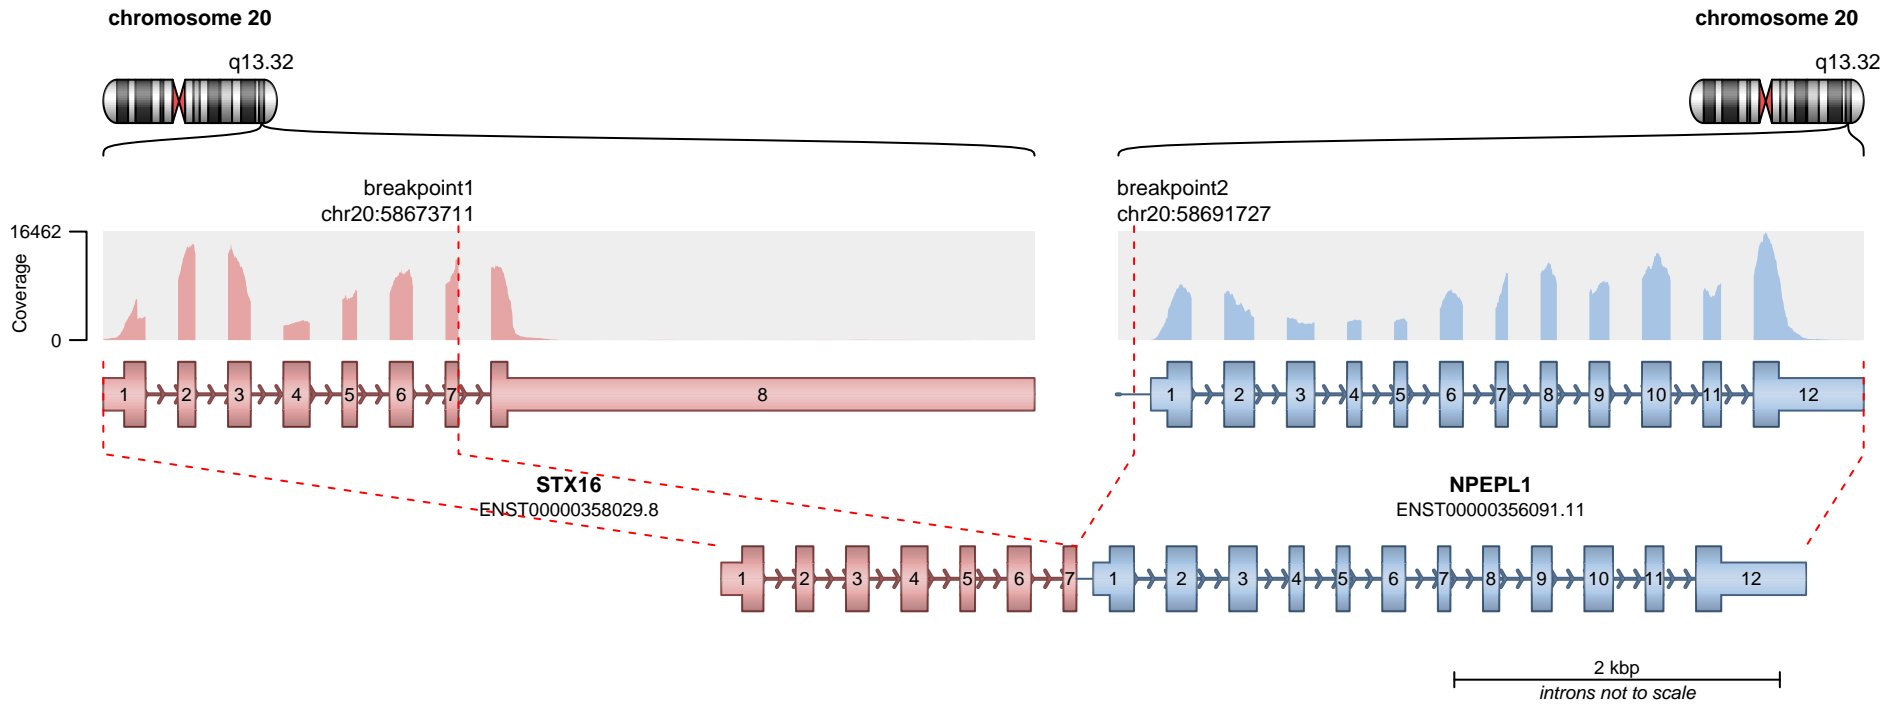 chromosome 20
chromosome 20
q13.32
q13.32
breakpoint1
chr20:58673711
breakpoint2
chr20:58691727
16462
Coverage
0
1 2 3 4 5 6 7 8
1 2 3 4 5 6 7 8 9 10 11 12
STX16
ENST00000358029.8
NPEPL1
ENST00000356091.11
1 2 3 4 5 6 7 1 2 3 4 5 6 7 8 9 10 11 12
2 kbp
introns not to scale